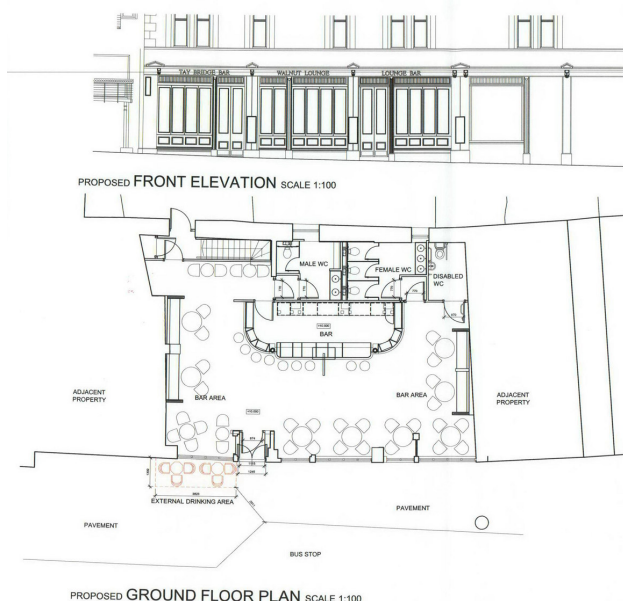 TAY BRIDGE BAR
WALNUT LOUNGE
LOUNGE BAR
PROPOSED FRONT ELEVATION SCALE 1:100
MALE WC
FEMALE WC
DISABLED
WC
BAR
BAR AREA
BAR AREA
ADJACENT
PROPERTY
ADJACENT
PROPERTY
EXTERNAL DRINKING AREA
PAVEMENT
PAVEMENT
BUS STOP
PROPOSED GROUND FLOOR PLAN SCALE 1:100